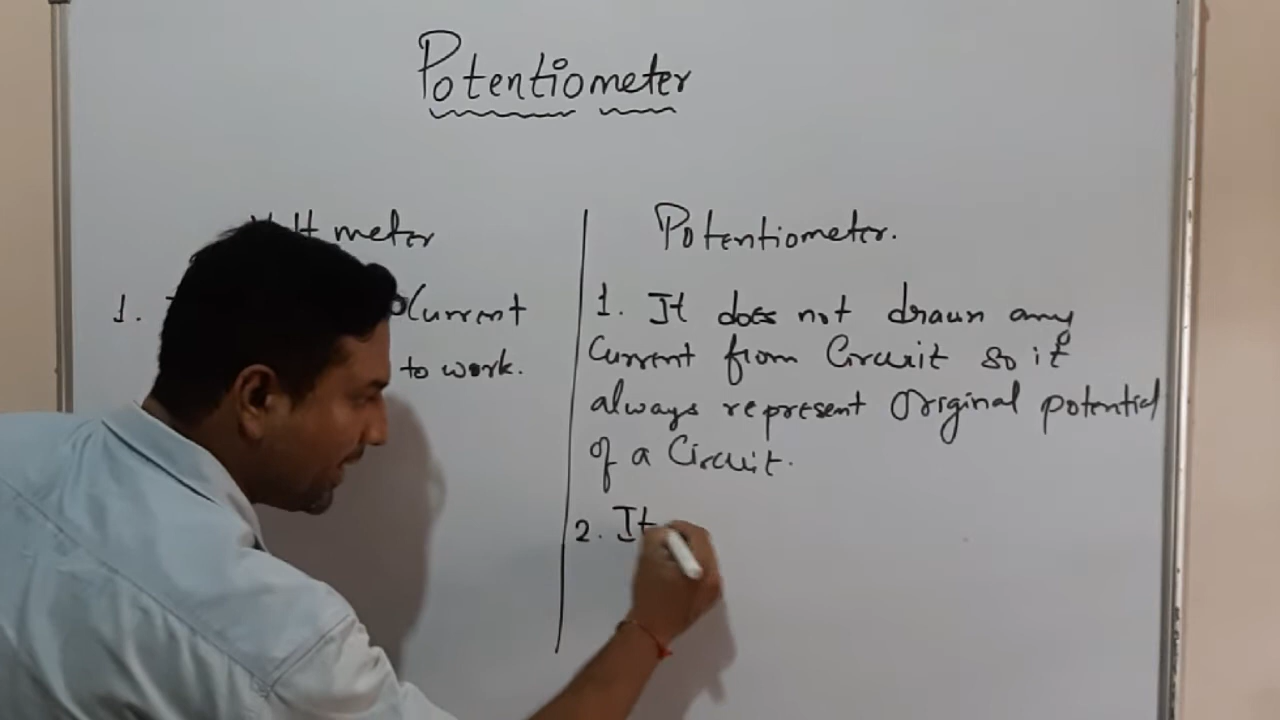 Potentiometer
meter
Potentiometer.
1.
Current
to work.
1. It does not drawn any
Current from Circuit so it
always represent Original potential
of a Circuit.
2. It